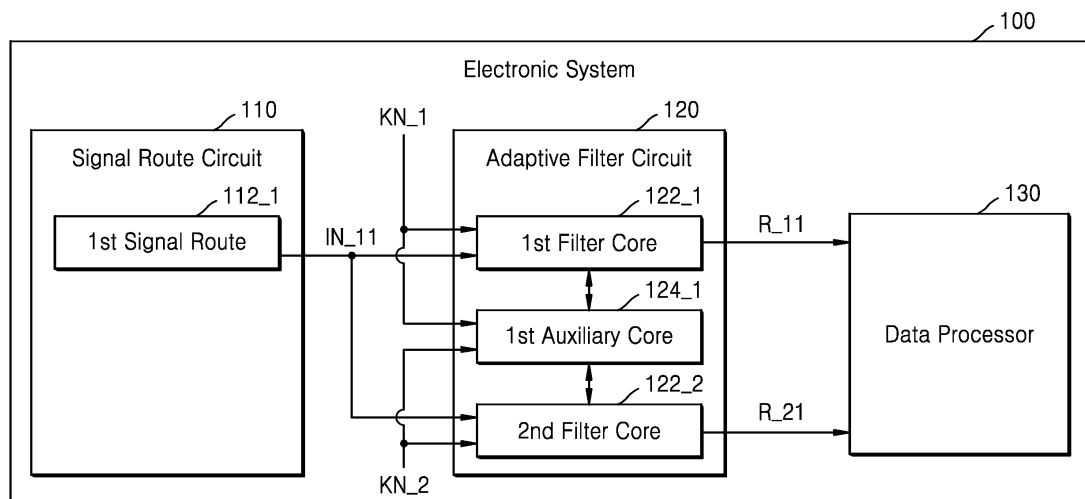 100
Electronic System
110
KN_1
120
Signal Route Circuit
Adaptive Filter Circuit
112_1
122_1
130
1st Signal Route
IN_11
1st Filter Core
R_11
124_1
1st Auxiliary Core
Data Processor
122_2
2nd Filter Core
R_21
KN_2